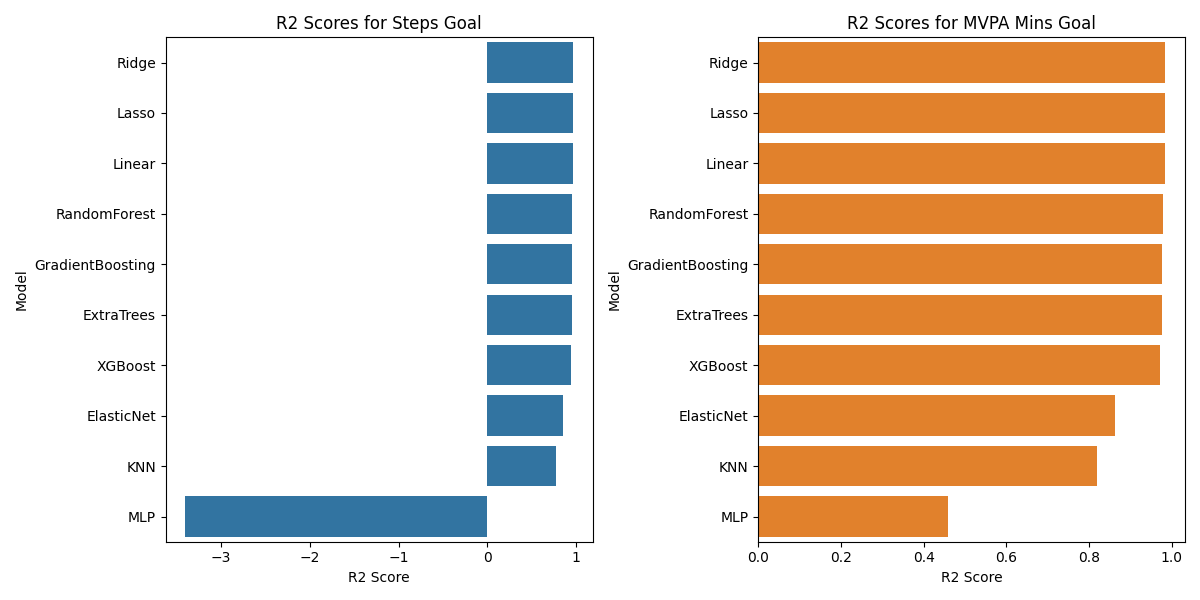 R2 Scores for Steps Goal
Model
Ridge
Lasso
Linear
RandomForest
GradientBoosting
ExtraTrees
XGBoost
ElasticNet
KNN
MLP
−3 −2 −1 0 1
R2 Score
R2 Scores for MVPA Mins Goal
Model
Ridge
Lasso
Linear
RandomForest
GradientBoosting
ExtraTrees
XGBoost
ElasticNet
KNN
MLP
0.0 0.2 0.4 0.6 0.8 1.0
R2 Score